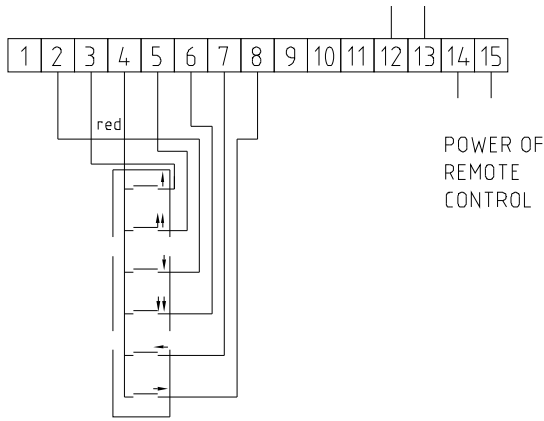 1 2 3 4 5 6 7 8 9 10 11 12 13 14 15
red
POWER OF
REMOTE
CONTROL